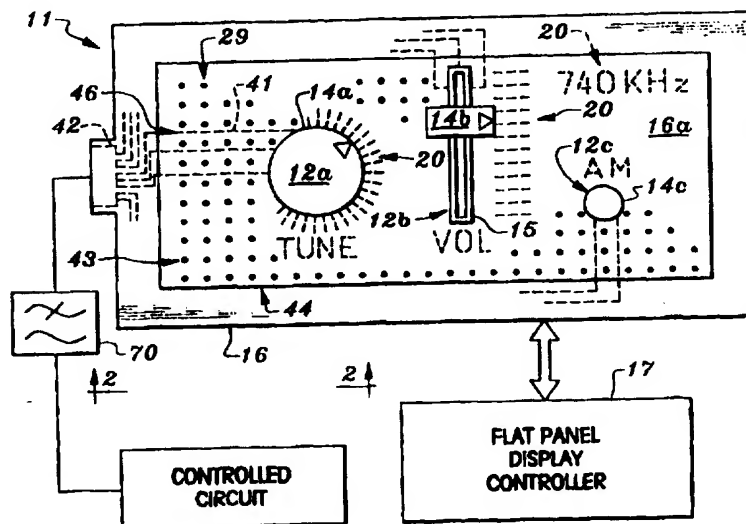 11
29
46
41
14a
42
20
14b
20
740 KHz
20
16a
12a
12c
AM
14c
12b
15
TUNE
VOL
43
44
70
16
2
2
17
CONTROLLED
CIRCUIT
FLAT PANEL
DISPLAY
CONTROLLER